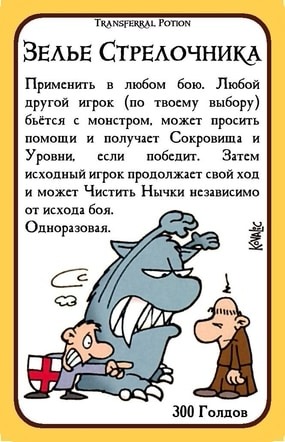 Transferral Potion
Зелье Стрелочника
Применить в любом бою. Любой
другой игрок (по твоему выбору)
бьётся с монстром, может просить
помощи и получает Сокровища и
Уровни, если победит. Затем
исходный игрок продолжает свой ход
и может Чистить Нычки независимо
от исхода боя.
Одноразовая.
Kovalic
300 Голдов